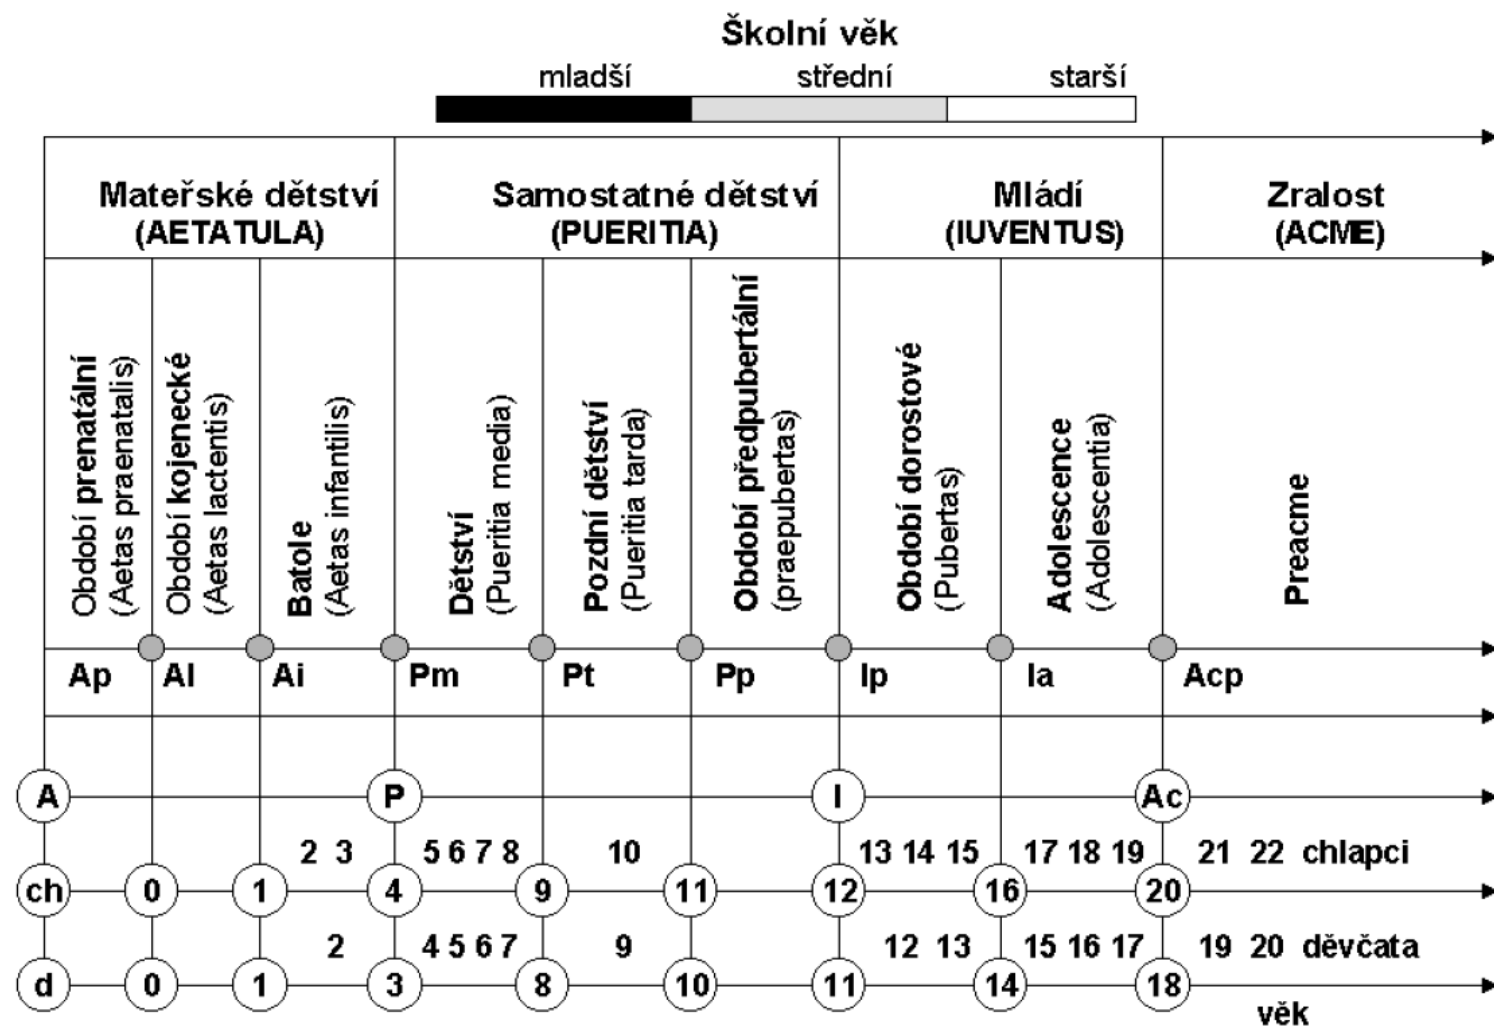 Školní věk
mladší střední starší
Mateřské dětství
(AETATULA)
Samostatné dětství
(PUERITIA)
Mládí
(IUVENTUS)
Zralost
(ACME)
Období prenatální
(Aetas praenatalis)
Období kojenecké
(Aetas lactentis)
Batole
(Aetas infantilis)
Dětství
(Pueritia media)
Pozdní dětství
(Pueritia tarda)
Období předpubertální
(praepubertas)
Období dorostové
(Pubertas)
Adolescence
(Adolescentia)
Preacme
Ap Al Ai Pm Pt Pp Ip Ia Acp
A P I Ac
2 3 5 6 7 8 10 13 14 15 17 18 19 21 22 chlapci
ch 0 1 4 9 11 12 16 20
2 4 5 6 7 9 12 13 15 16 17 19 20 děvčata
d 0 1 3 8 10 11 14 18
věk